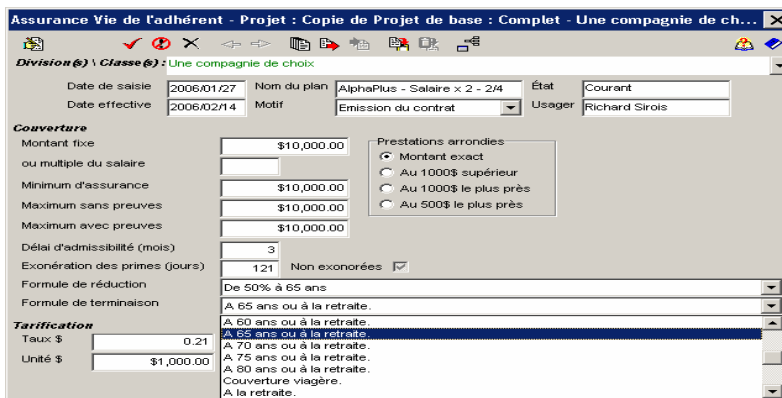 Assurance Vie de l'adhérent - Projet : Copie de Projet de base : Complet - Une compagnie de ch...
Division(s) \ Classe(s) : Une compagnie de choix
Date de saisie 2006/01/27 Nom du plan AlphaPlus - Salaire x 2 - 2/4 État Courant
Date effective 2006/02/14 Motif Emission du contrat Usager Richard Sirois
Couverture
Montant fixe $10,000.00 Prestations arrondies
Montant exact
ou multiple du salaire Au 1000$ supérieur
Minimum d'assurance $10,000.00 Au 1000$ le plus près
Maximum sans preuves $10,000.00 Au 500$ le plus près
Maximum avec preuves $10,000.00
Délai d'admissibilité (mois) 3
Exonération des primes (jours) 121 Non exonorées
Formule de réduction De 50% à 65 ans
Formule de terminaison A 65 ans ou à la retraite.
Tarification A 60 ans ou à la retraite.
Taux $ 0.21 A 65 ans ou à la retraite.
A 70 ans ou à la retraite.
Unité $ $1,000.00 A 75 ans ou à la retraite.
A 80 ans ou à la retraite.
Couverture viagère.
A la retraite.